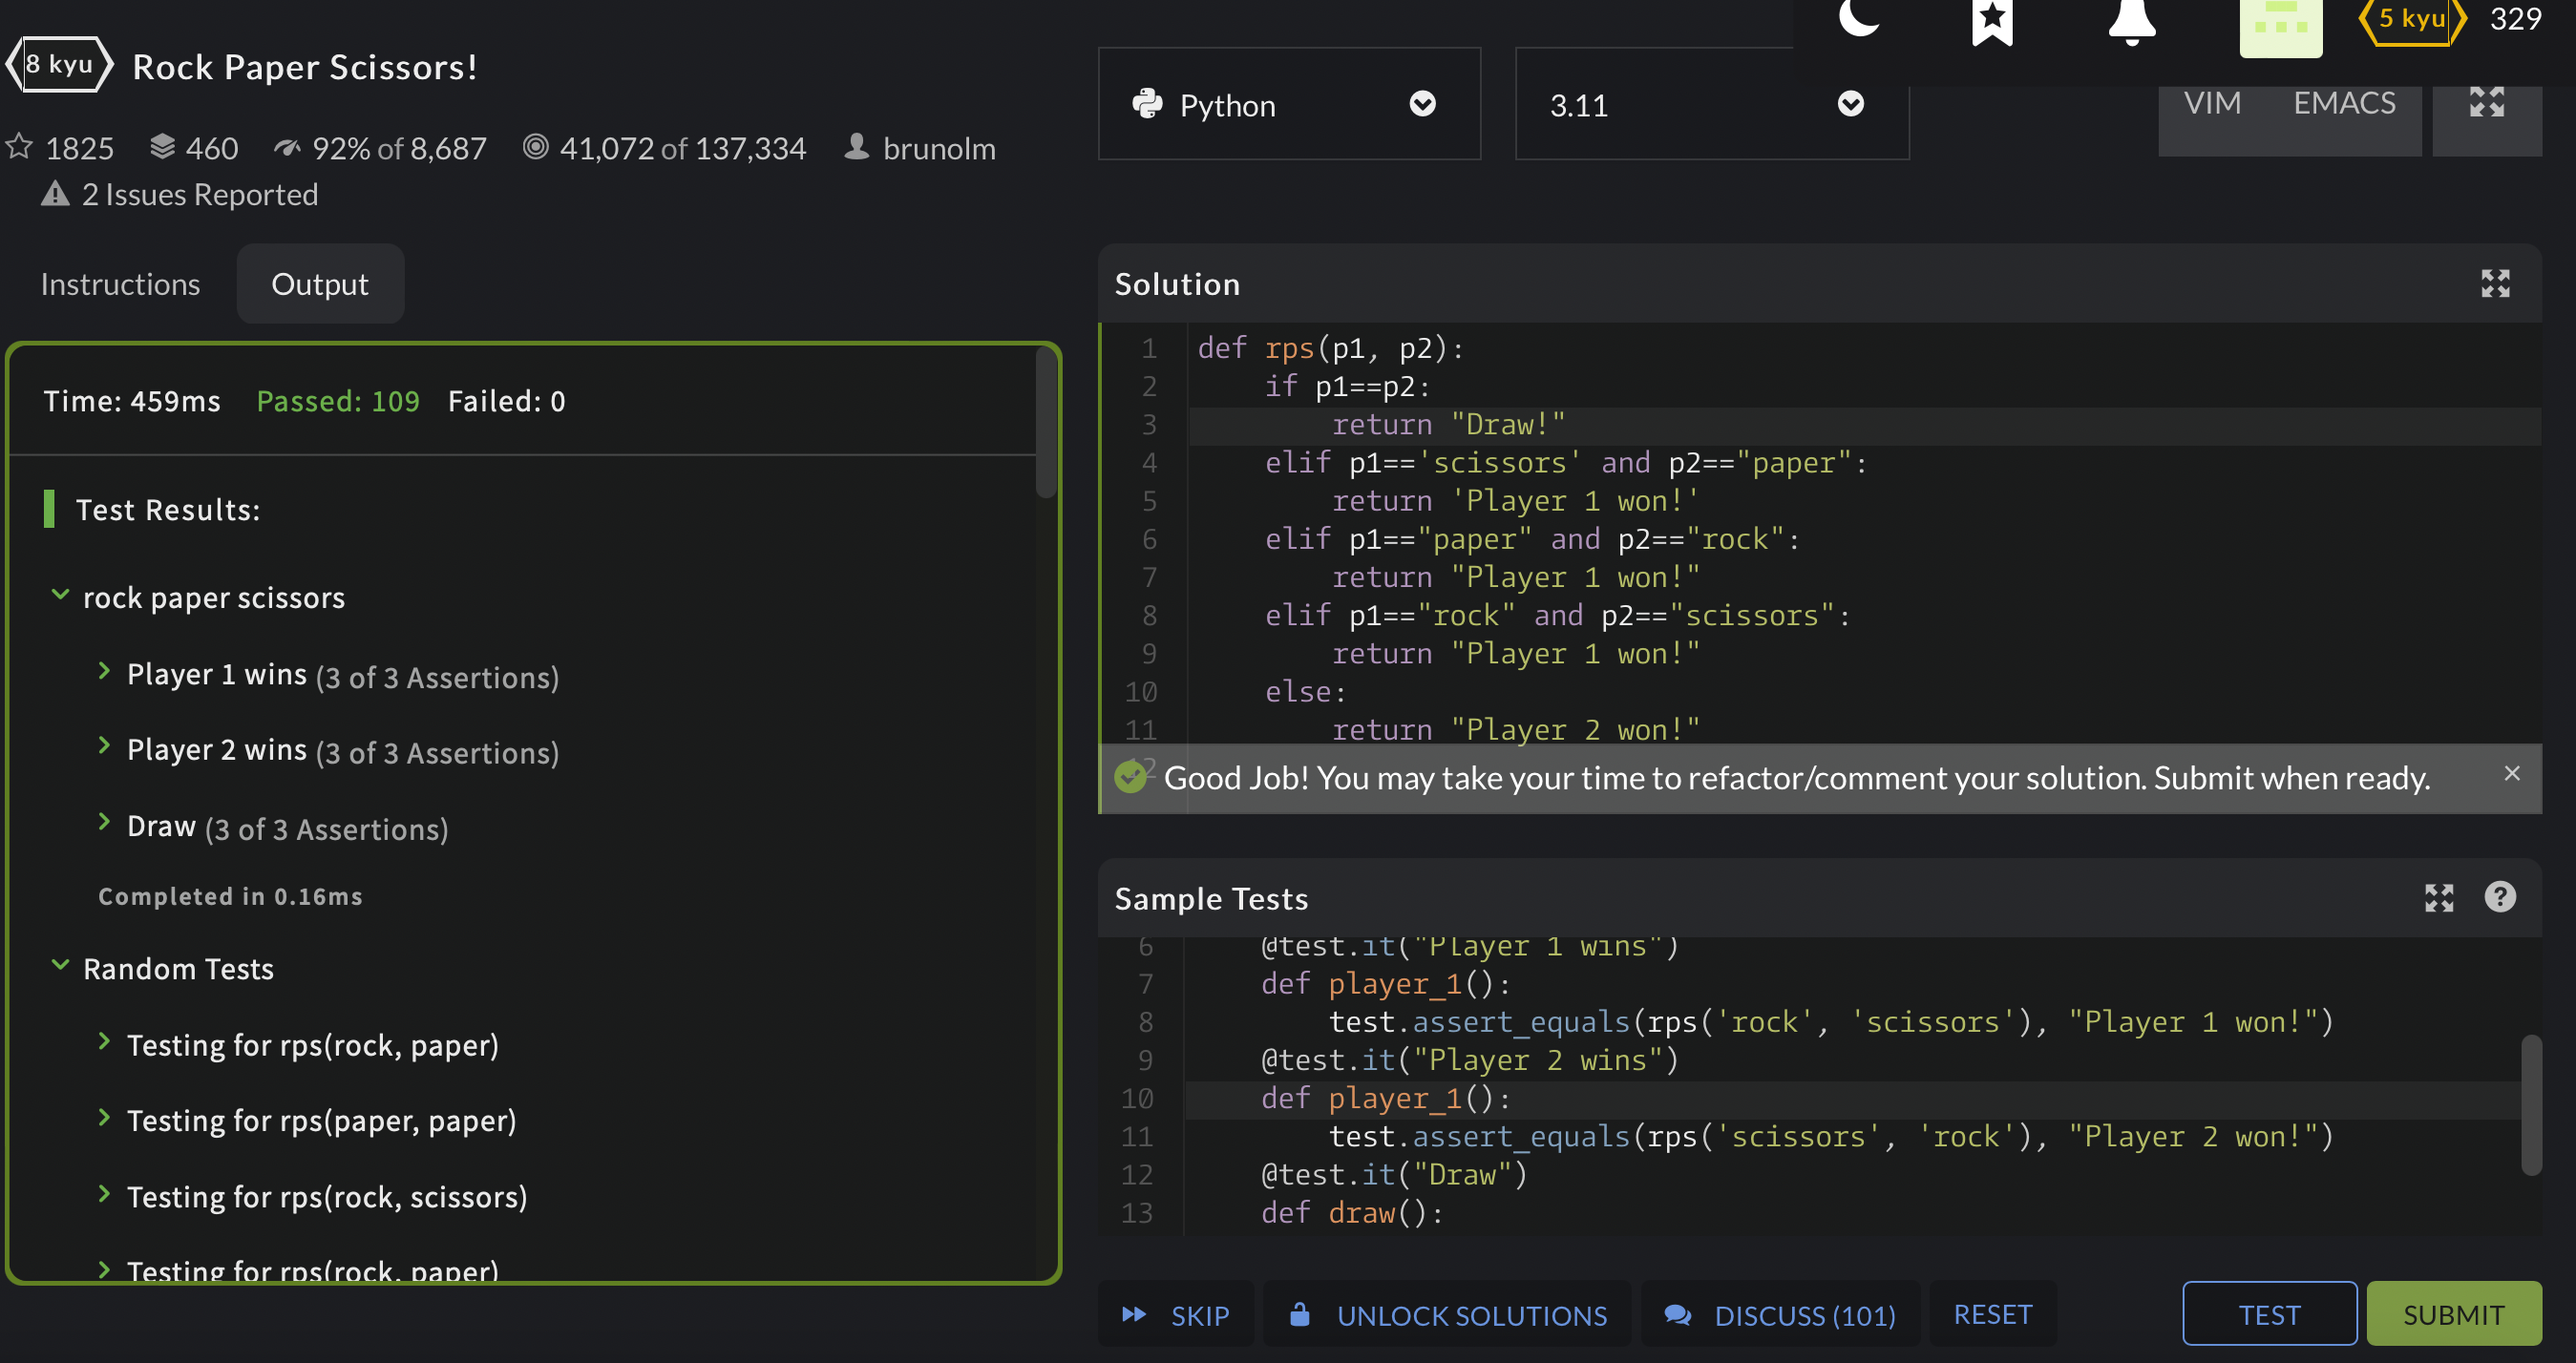 5 kyu 329
8 kyu Rock Paper Scissors!
1825 460 92% of 8,687 41,072 of 137,334 brunolm
2 Issues Reported
Python 3.11 VIM EMACS
Instructions Output
Time: 459ms Passed: 109 Failed: 0
Test Results:
rock paper scissors
Player 1 wins (3 of 3 Assertions)
Player 2 wins (3 of 3 Assertions)
Draw (3 of 3 Assertions)
Completed in 0.16ms
Random Tests
Testing for rps(rock, paper)
Testing for rps(paper, paper)
Testing for rps(rock, scissors)
Testing for rps(rock, paper)
Solution
1 def rps(p1, p2):
2     if p1==p2:
3         return "Draw!"
4     elif p1=='scissors' and p2=="paper":
5         return 'Player 1 won!'
6     elif p1=="paper" and p2=="rock":
7         return "Player 1 won!"
8     elif p1=="rock" and p2=="scissors":
9         return "Player 1 won!"
10     else:
11         return "Player 2 won!"
12
Good Job! You may take your time to refactor/comment your solution. Submit when ready.
Sample Tests
6     @test.it("Player 1 wins")
7     def player_1():
8         test.assert_equals(rps('rock', 'scissors'), "Player 1 won!")
9     @test.it("Player 2 wins")
10     def player_1():
11         test.assert_equals(rps('scissors', 'rock'), "Player 2 won!")
12     @test.it("Draw")
13     def draw():
SKIP UNLOCK SOLUTIONS DISCUSS (101) RESET TEST SUBMIT